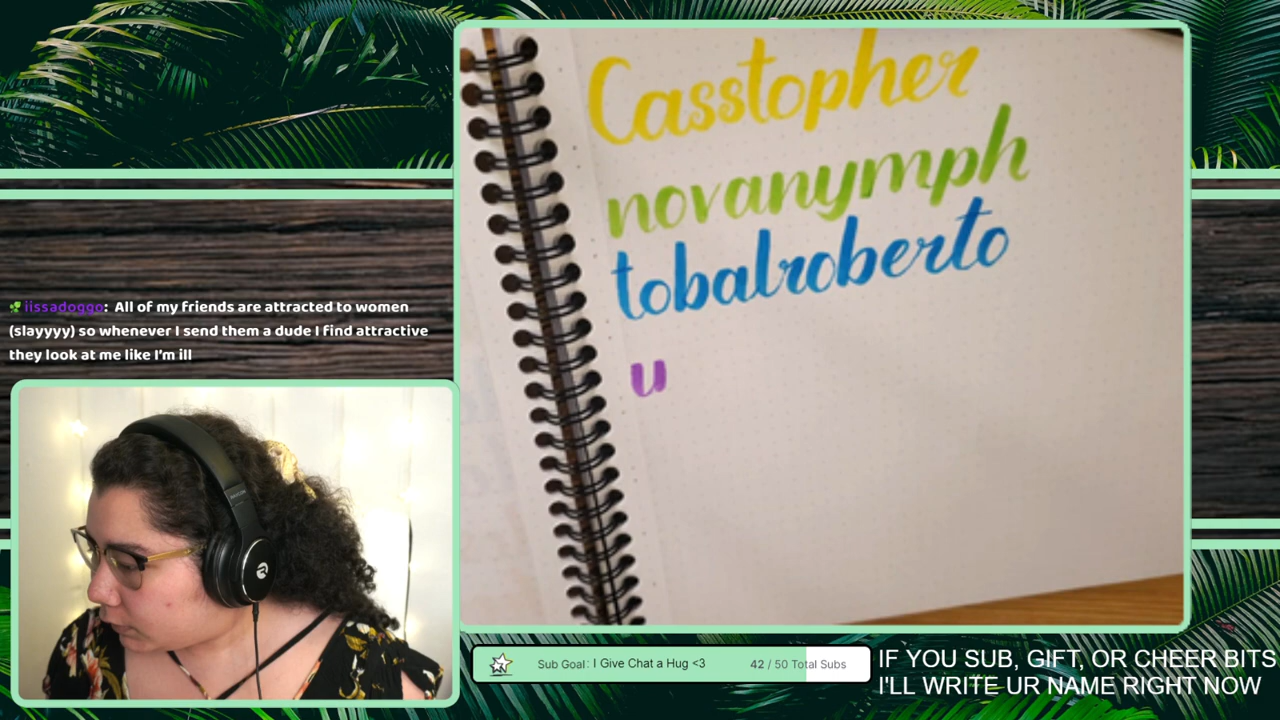 Casstopher
novanymph
tobalroberto
u
iissadoggo: All of my friends are attracted to women
(slayyyy) so whenever I send them a dude I find attractive
they look at me like I'm ill
Sub Goal: I Give Chat a Hug <3 42 / 50 Total Subs
IF YOU SUB, GIFT, OR CHEER BITS
I'LL WRITE UR NAME RIGHT NOW